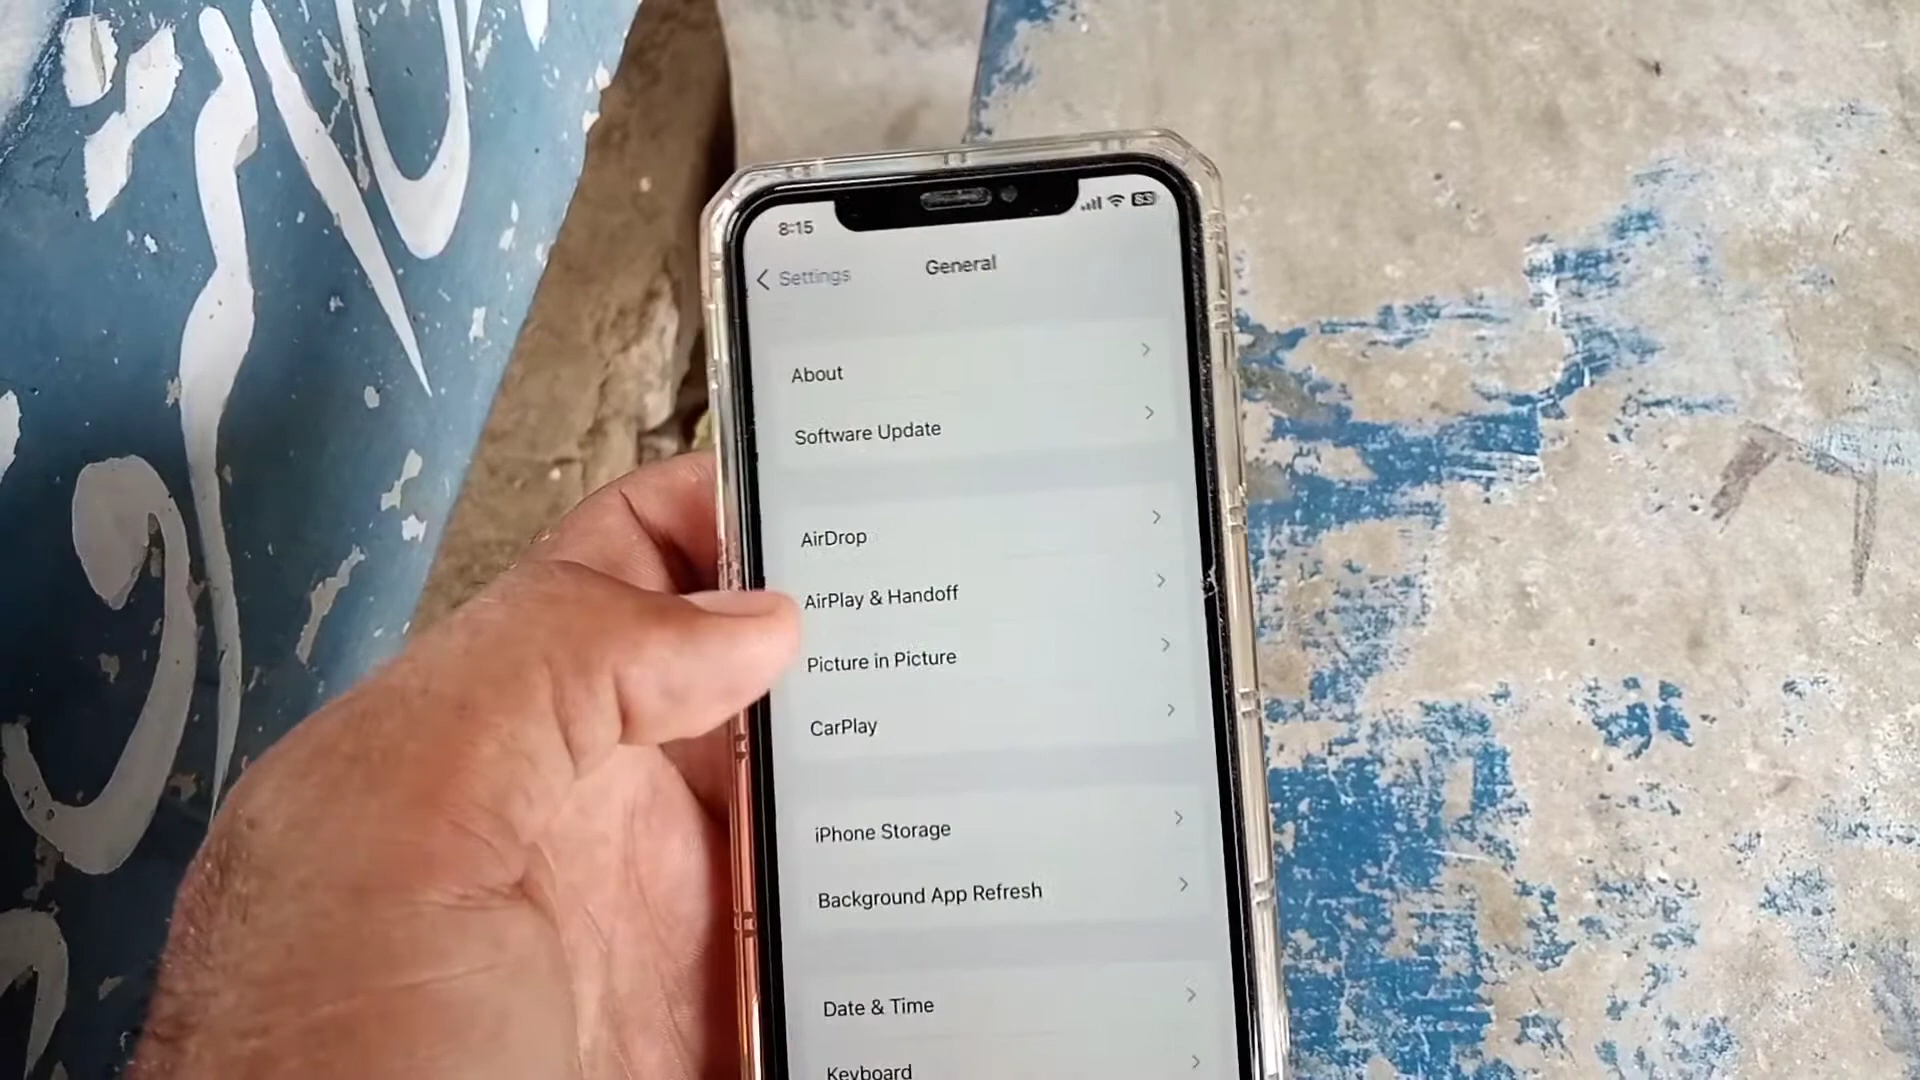 8:15
83
Settings
General
About
Software Update
AirDrop
AirPlay & Handoff
Picture in Picture
CarPlay
iPhone Storage
Background App Refresh
Date & Time
Keyboard